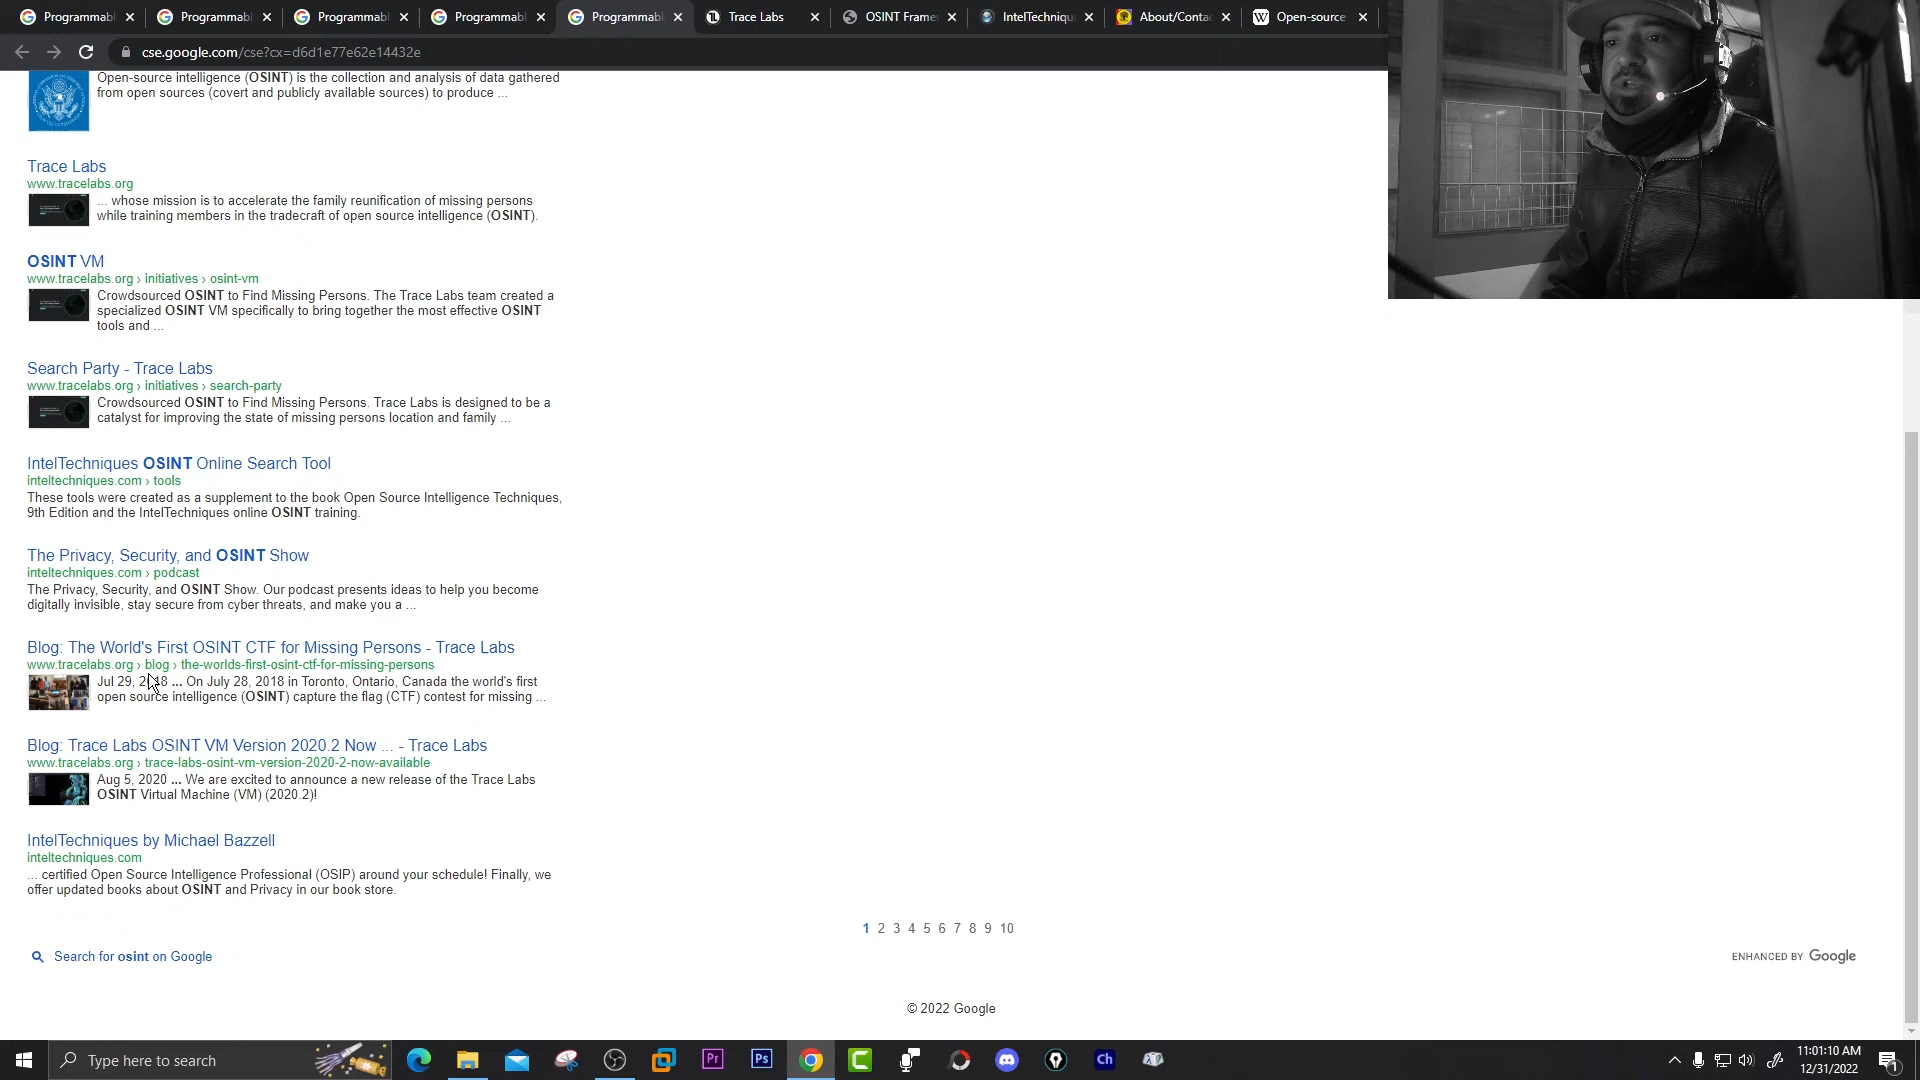 Programmabl
Programmabl
Programmabl
Programmabl
Programmabl
Trace Labs
OSINT Frame
IntelTechniqu
About/Conta
Open-source
cse.google.com/cse?cx=d6d1e77e62e14432e
Open-source intelligence (OSINT) is the collection and analysis of data gathered
from open sources (covert and publicly available sources) to produce ...
Trace Labs
www.tracelabs.org
... whose mission is to accelerate the family reunification of missing persons
while training members in the tradecraft of open source intelligence (OSINT).
OSINT VM
www.tracelabs.org › initiatives › osint-vm
Crowdsourced OSINT to Find Missing Persons. The Trace Labs team created a
specialized OSINT VM specifically to bring together the most effective OSINT
tools and ...
Search Party - Trace Labs
www.tracelabs.org › initiatives › search-party
Crowdsourced OSINT to Find Missing Persons. Trace Labs is designed to be a
catalyst for improving the state of missing persons location and family ...
IntelTechniques OSINT Online Search Tool
inteltechniques.com › tools
These tools were created as a supplement to the book Open Source Intelligence Techniques,
9th Edition and the IntelTechniques online OSINT training.
The Privacy, Security, and OSINT Show
inteltechniques.com › podcast
The Privacy, Security, and OSINT Show. Our podcast presents ideas to help you become
digitally invisible, stay secure from cyber threats, and make you a ...
Blog: The World's First OSINT CTF for Missing Persons - Trace Labs
www.tracelabs.org › blog › the-worlds-first-osint-ctf-for-missing-persons
Jul 29, 2018 ... On July 28, 2018 in Toronto, Ontario, Canada the world's first
open source intelligence (OSINT) capture the flag (CTF) contest for missing ...
Blog: Trace Labs OSINT VM Version 2020.2 Now ... - Trace Labs
www.tracelabs.org › trace-labs-osint-vm-version-2020-2-now-available
Aug 5, 2020 ... We are excited to announce a new release of the Trace Labs
OSINT Virtual Machine (VM) (2020.2)!
IntelTechniques by Michael Bazzell
inteltechniques.com
... certified Open Source Intelligence Professional (OSIP) around your schedule! Finally, we
offer updated books about OSINT and Privacy in our book store.
1 2 3 4 5 6 7 8 9 10
Search for osint on Google
ENHANCED BY Google
© 2022 Google
Type here to search
Pr
Ps
Ch
11:01:10 AM
12/31/2022
1